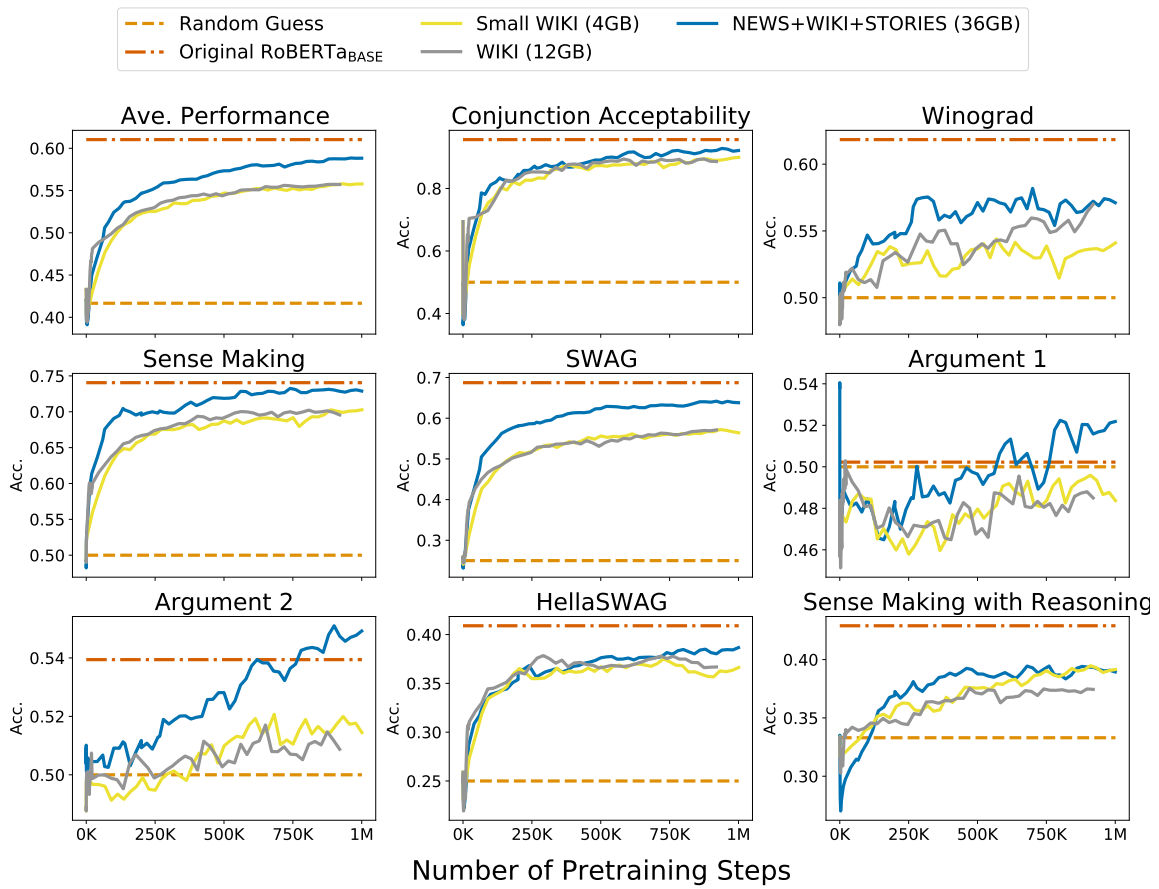 Random Guess
Original RoBERTaBASE
Small WIKI (4GB)
WIKI (12GB)
NEWS+WIKI+STORIES (36GB)
Ave. Performance
0.60
0.55
0.50
0.45
0.40
Conjunction Acceptability
Acc.
0.8
0.6
0.4
Winograd
Acc.
0.60
0.55
0.50
Sense Making
Acc.
0.75
0.70
0.65
0.60
0.55
0.50
SWAG
Acc.
0.7
0.6
0.5
0.4
0.3
Argument 1
Acc.
0.54
0.52
0.50
0.48
0.46
Argument 2
Acc.
0.54
0.52
0.50
0K 250K 500K 750K 1M
HellaSWAG
Acc.
0.40
0.35
0.30
0.25
0K 250K 500K 750K 1M
Sense Making with Reasoning
Acc.
0.40
0.35
0.30
0K 250K 500K 750K 1M
Number of Pretraining Steps